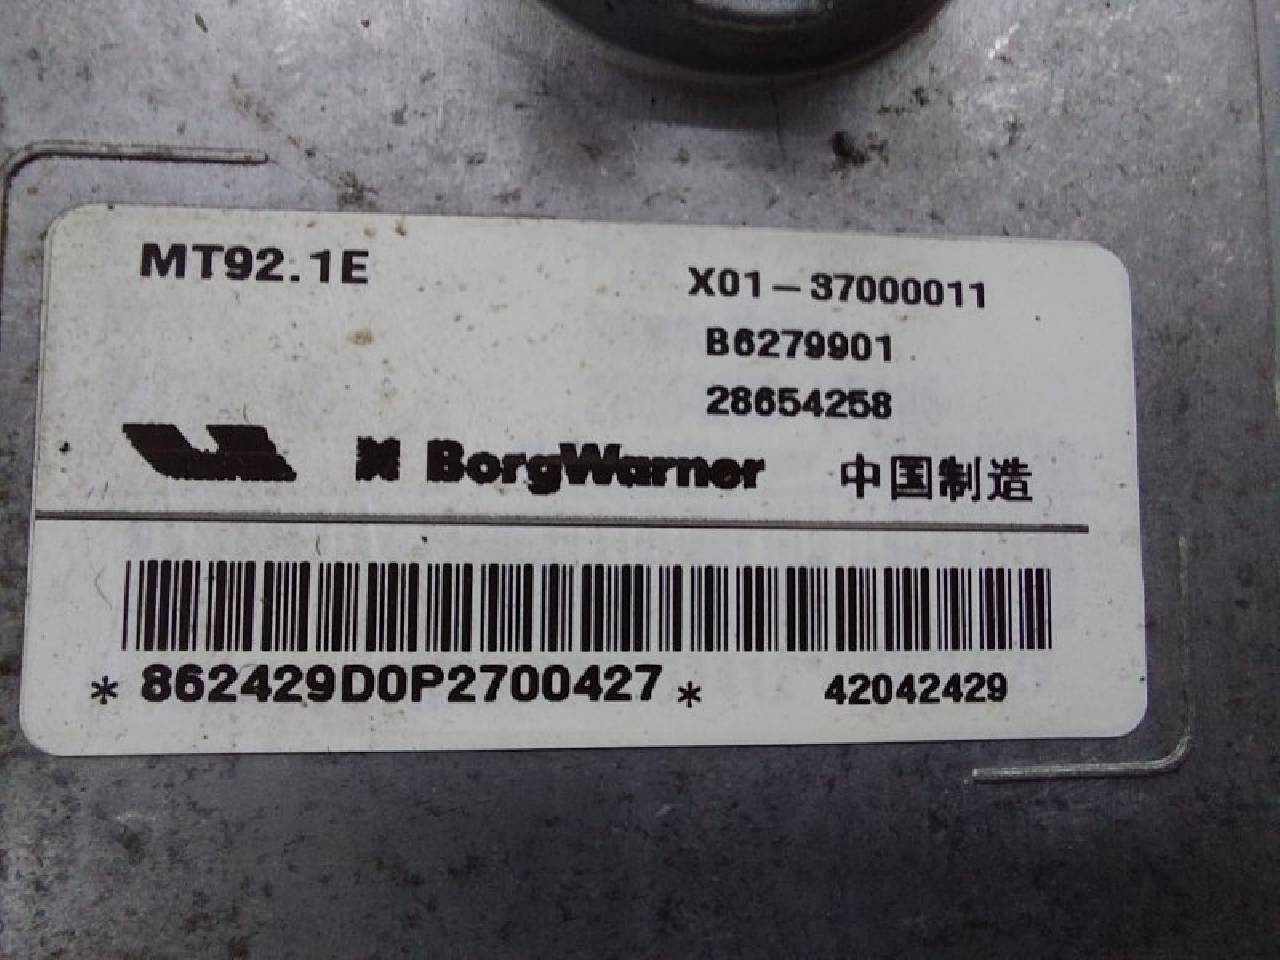 MT92.1E
X01-37000011
B6279901
28654258
BorgWarner 中国制造
*862429D0P2700427* 42042429